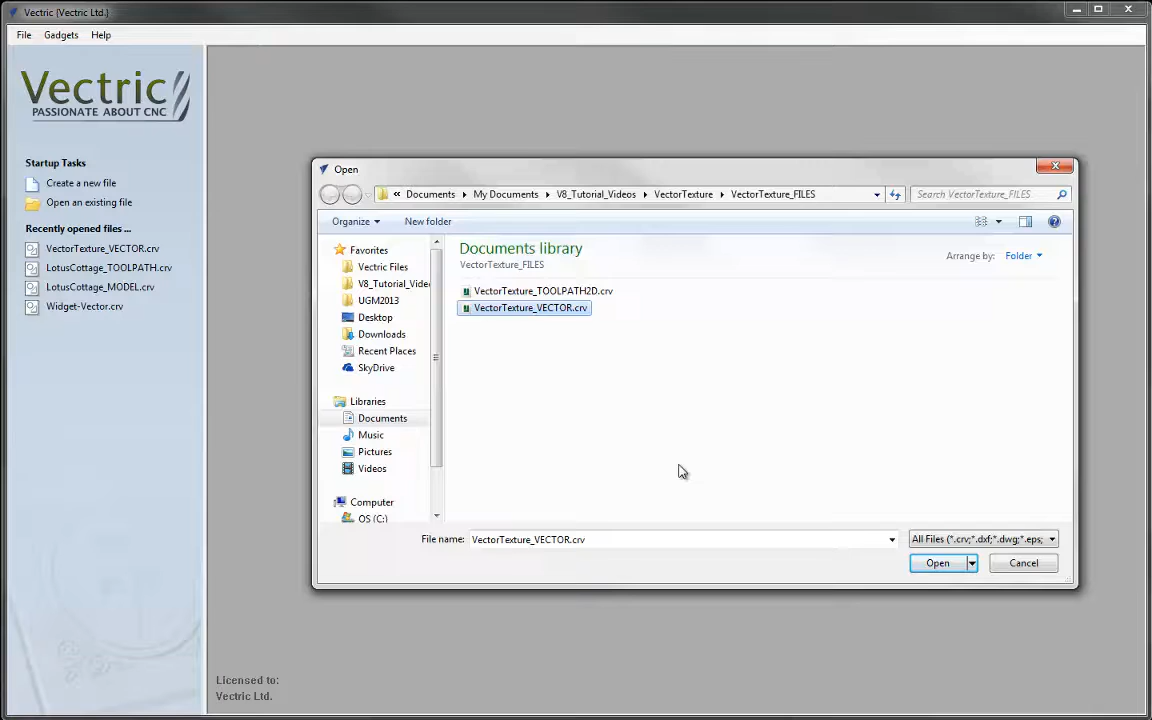 Vectric {Vectric Ltd.}
File Gadgets Help
Vectric
PASSIONATE ABOUT CNC
Startup Tasks
Create a new file
Open an existing file
Recently opened files ...
VectorTexture_VECTOR.crv
LotusCottage_TOOLPATH.crv
LotusCottage_MODEL.crv
Widget-Vector.crv
Open
« Documents My Documents V8_Tutorial_Videos VectorTexture VectorTexture_FILES Search VectorTexture_FILES
Organize New folder
Favorites
Vectric Files
V8_Tutorial_Vide
UGM2013
Desktop
Downloads
Recent Places
SkyDrive
Libraries
Documents
Music
Pictures
Videos
Computer
OS (C:)
Documents library
VectorTexture_FILES
Arrange by: Folder
VectorTexture_TOOLPATH2D.crv
VectorTexture_VECTOR.crv
File name: VectorTexture_VECTOR.crv All Files (*.crv;*.dxf;*.dwg;*.eps;
Open Cancel
Licensed to:
Vectric Ltd.